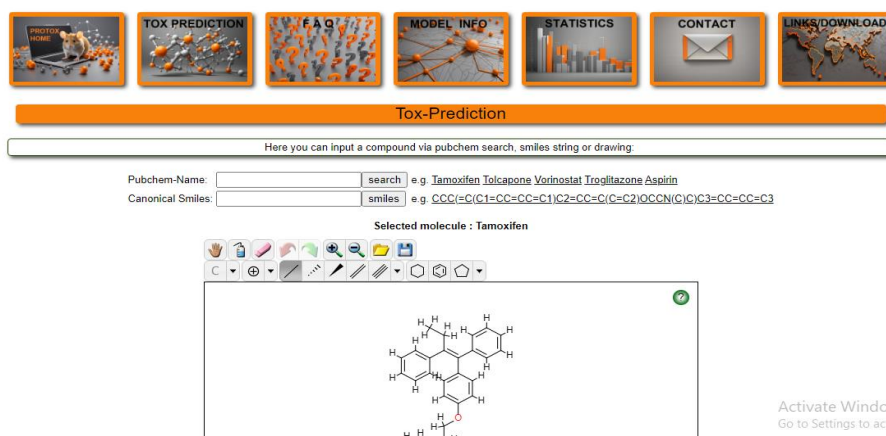 PROTOX
HOME
TOX PREDICTION
F A Q
MODEL INFO
STATISTICS
CONTACT
LINKS/DOWNLOAD
Tox-Prediction
Here you can input a compound via pubchem search, smiles string or drawing:
Pubchem-Name: search e.g. Tamoxifen Tolcapone Vorinostat Troglitazone Aspirin
Canonical Smiles: smiles e.g. CCC(=C(C1=CC=CC=C1)C2=CC=C(C=C2)OCCN(C)C)C3=CC=CC=C3
Selected molecule : Tamoxifen
C
?
H H
H H
H H
H H
H H
H H
H H H
H H
O
H
H H H
Activate Windo
Go to Settings to ac